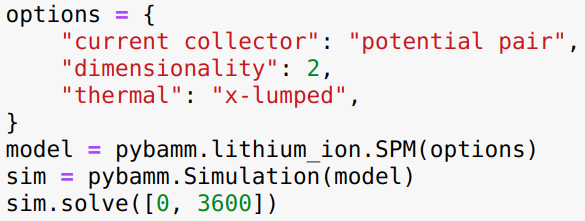 options = {
    "current collector": "potential pair",
    "dimensionality": 2,
    "thermal": "x-lumped",
}
model = pybamm.lithium_ion.SPM(options)
sim = pybamm.Simulation(model)
sim.solve([0, 3600])